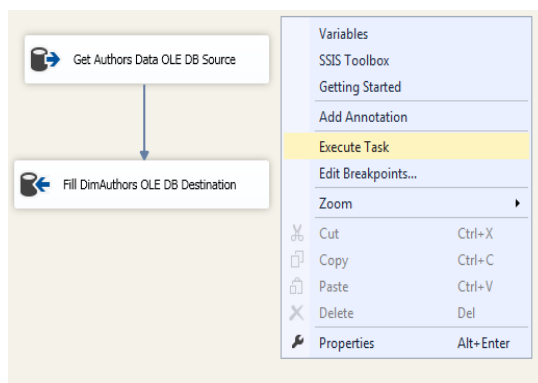 Get Authors Data OLE DB Source
Fill DimAuthors OLE DB Destination
Variables
SSIS Toolbox
Getting Started
Add Annotation
Execute Task
Edit Breakpoints...
Zoom
Cut Ctrl+X
Copy Ctrl+C
Paste Ctrl+V
Delete Del
Properties Alt+Enter